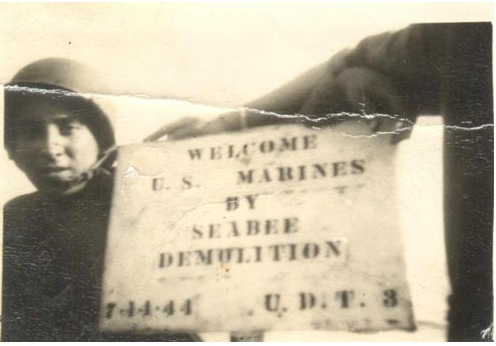 WELCOME
U. S. MARINES
BY
SEABEE
DEMOLITION
7-14-44 U. D. T. 3